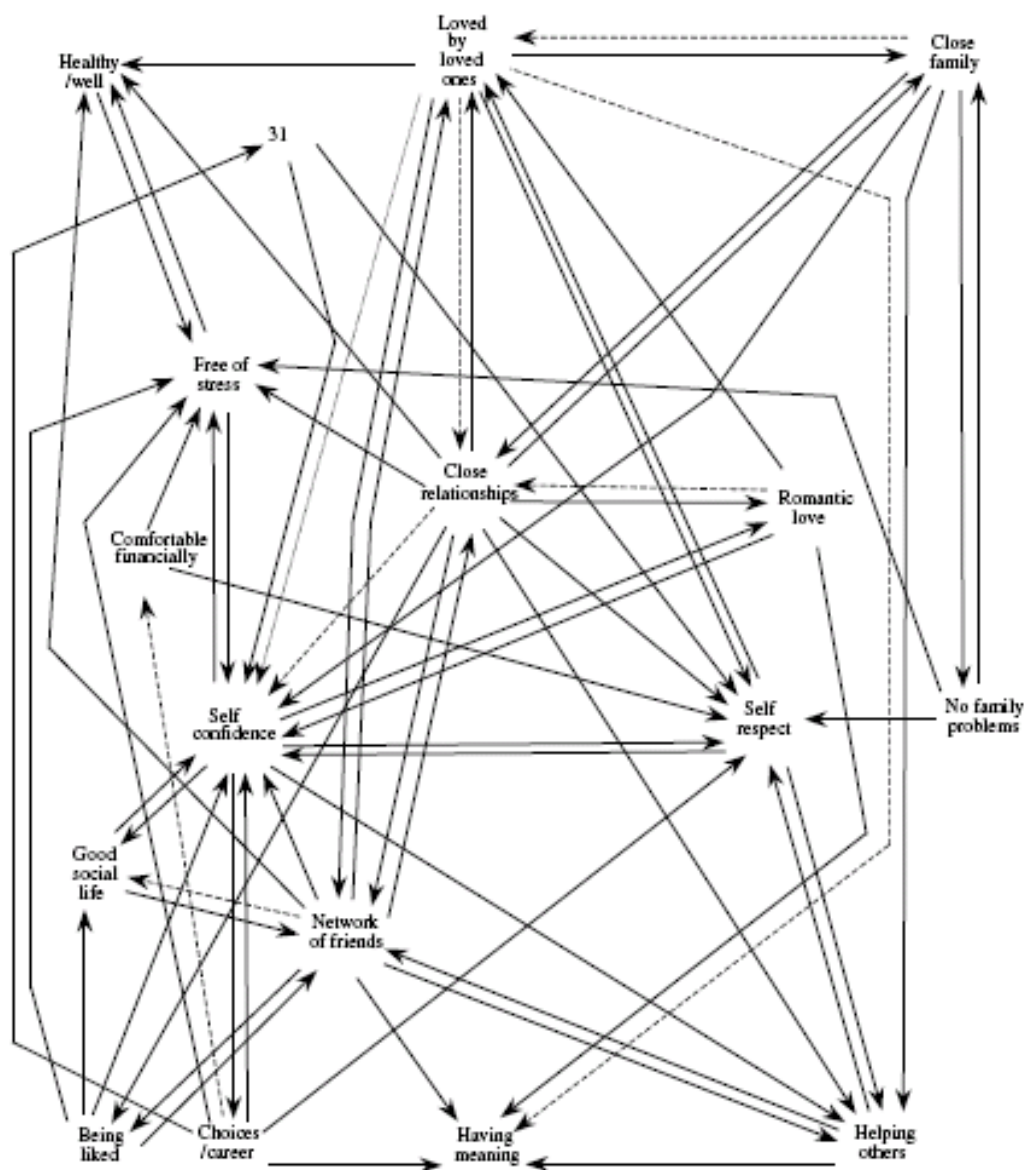 Loved
by
loved
ones
Close
family
Healthy
/well
31
Free of
stress
Close
relationships
Romantic
love
Comfortable
financially
Self
confidence
Self
respect
No family
problems
Good
social
life
Network
of friends
Being
liked
Choices
/career
Having
meaning
Helping
others